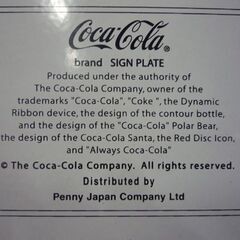 Coca-Cola®
brand SIGN PLATE
Produced under the authority of
The Coca-Cola Company, owner of the
trademarks "Coca-Cola", "Coke", the Dynamic
Ribbon device, the design of the contour bottle,
and the design of the "Coca-Cola" Polar Bear,
the design of the Coca-Cola Santa, the Red Disc Icon,
and "Always Coca-Cola"
© The Coca-Cola Company. All rights reserved.
Distributed by
Penny Japan Company Ltd